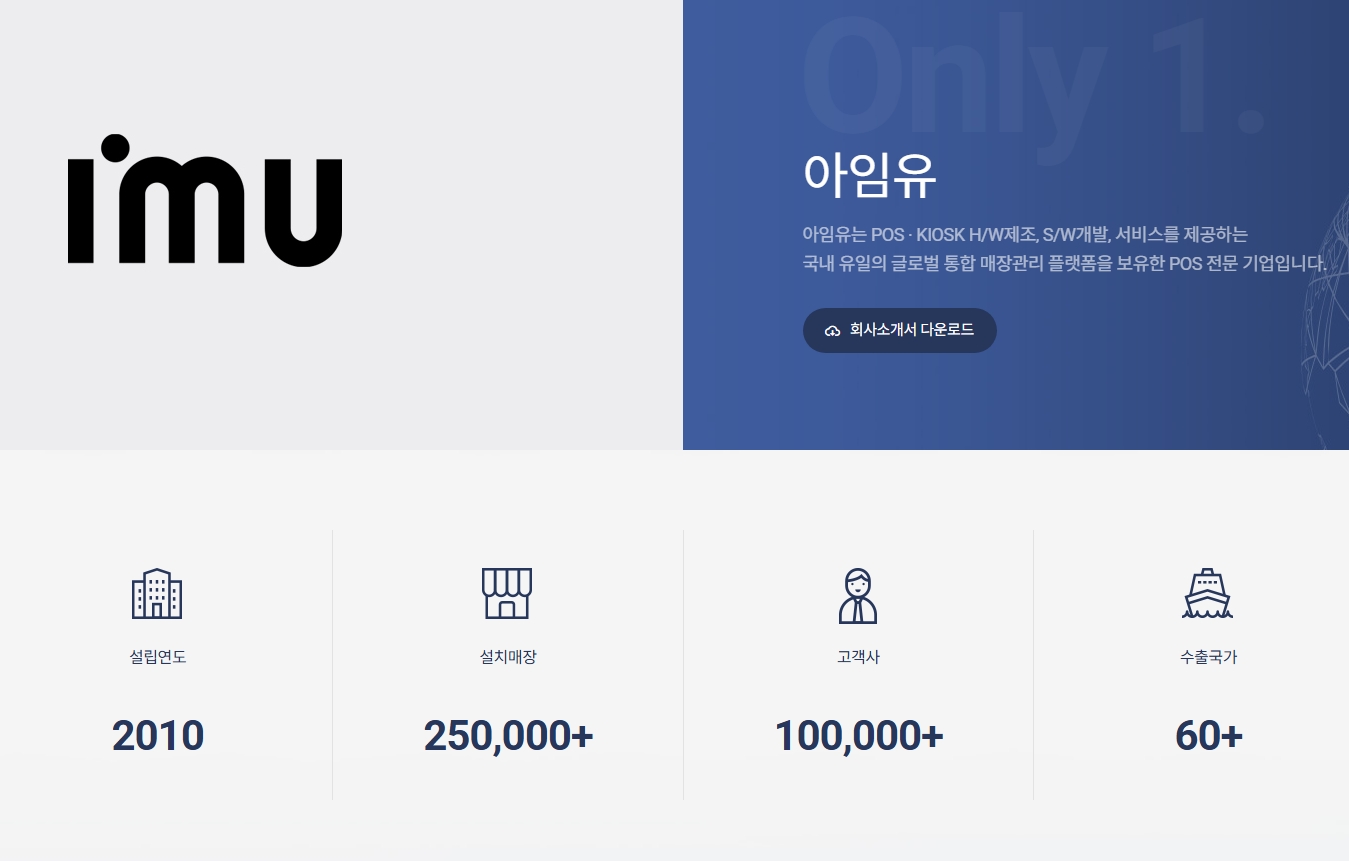 imu
Only 1.
아임유
아임유는 POS · KIOSK H/W제조, S/W개발, 서비스를 제공하는
국내 유일의 글로벌 통합 매장관리 플랫폼을 보유한 POS 전문 기업입니다.
회사소개서 다운로드
설립연도
설치매장
고객사
수출국가
2010
250,000+
100,000+
60+